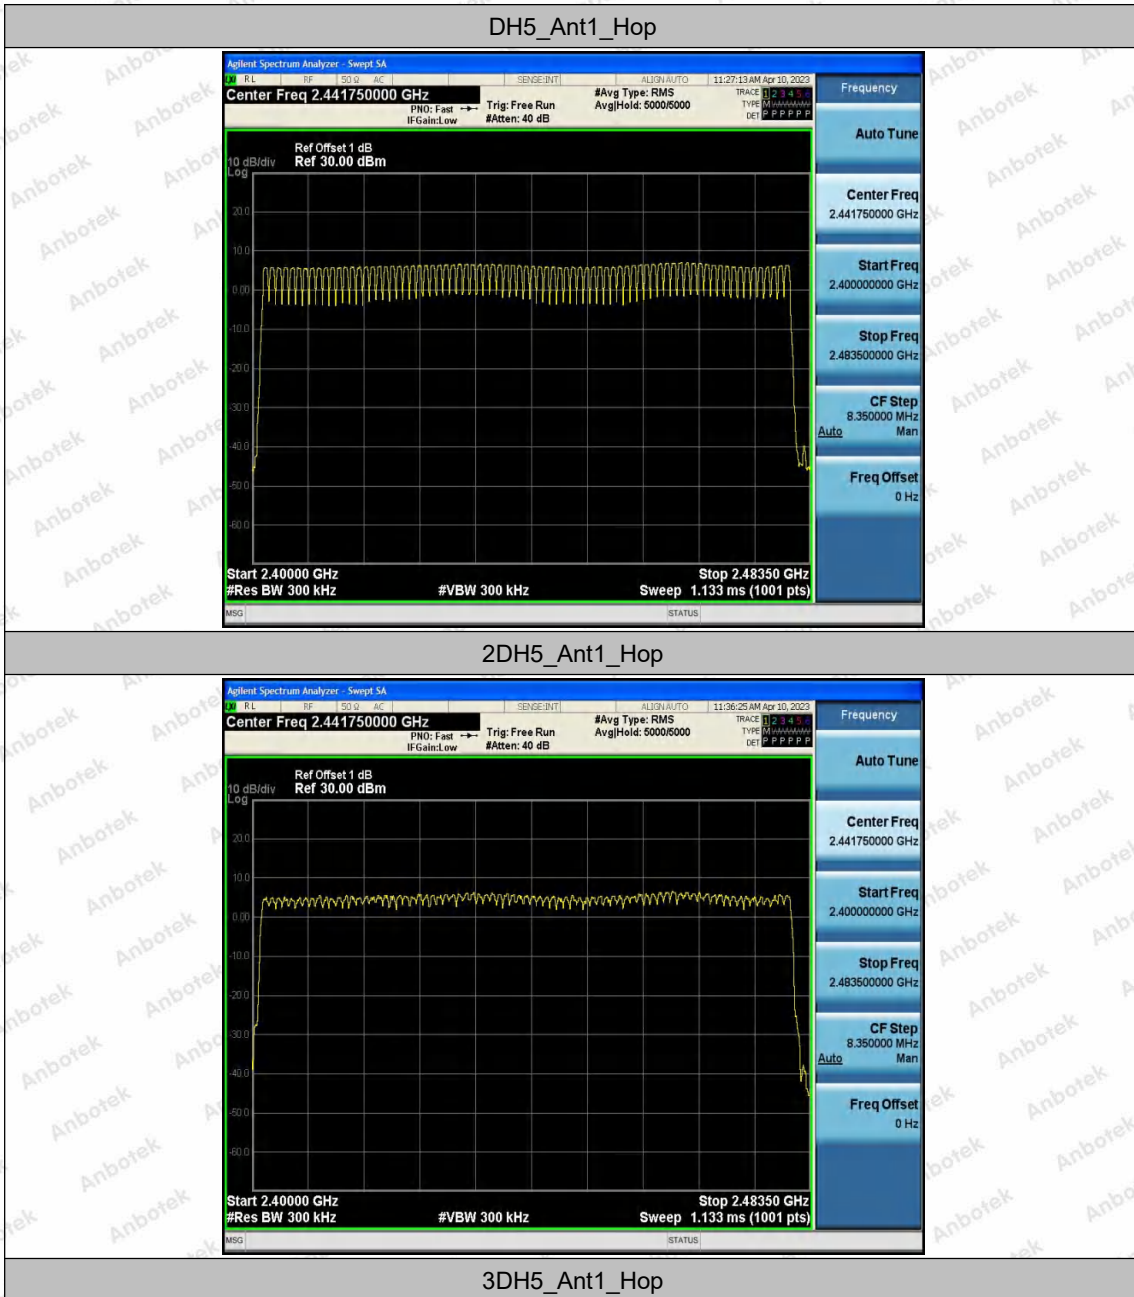 DH5_Ant1_Hop
Agilent Spectrum Analyzer - Swept SA
RL RF 50 Ω AC SENSE:INT ALIGN AUTO 11:27:13 AM Apr 10, 2023
Center Freq 2.441750000 GHz
PNO: Fast
IFGain:Low
Trig: Free Run
#Atten: 40 dB
#Avg Type: RMS
Avg|Hold: 5000/5000
TRACE 1 2 3 4 5 6
TYPE M
DET P P P P P P
Ref Offset 1 dB
10 dB/div Ref 30.00 dBm
Log
20.0
10.0
0.00
-10.0
-20.0
-30.0
-40.0
-50.0
-60.0
Start 2.40000 GHz Stop 2.48350 GHz
#Res BW 300 kHz #VBW 300 kHz Sweep 1.133 ms (1001 pts)
MSG STATUS
Frequency
Auto Tune
Center Freq
2.441750000 GHz
Start Freq
2.400000000 GHz
Stop Freq
2.483500000 GHz
CF Step
8.350000 MHz
Auto Man
Freq Offset
0 Hz
2DH5_Ant1_Hop
Agilent Spectrum Analyzer - Swept SA
RL RF 50 Ω AC SENSE:INT ALIGN AUTO 11:36:25 AM Apr 10, 2023
Center Freq 2.441750000 GHz
PNO: Fast
IFGain:Low
Trig: Free Run
#Atten: 40 dB
#Avg Type: RMS
Avg|Hold: 5000/5000
TRACE 1 2 3 4 5 6
TYPE M
DET P P P P P P
Ref Offset 1 dB
10 dB/div Ref 30.00 dBm
Log
20.0
10.0
0.00
-10.0
-20.0
-30.0
-40.0
-50.0
-60.0
Start 2.40000 GHz Stop 2.48350 GHz
#Res BW 300 kHz #VBW 300 kHz Sweep 1.133 ms (1001 pts)
MSG STATUS
Frequency
Auto Tune
Center Freq
2.441750000 GHz
Start Freq
2.400000000 GHz
Stop Freq
2.483500000 GHz
CF Step
8.350000 MHz
Auto Man
Freq Offset
0 Hz
3DH5_Ant1_Hop
Anbotek